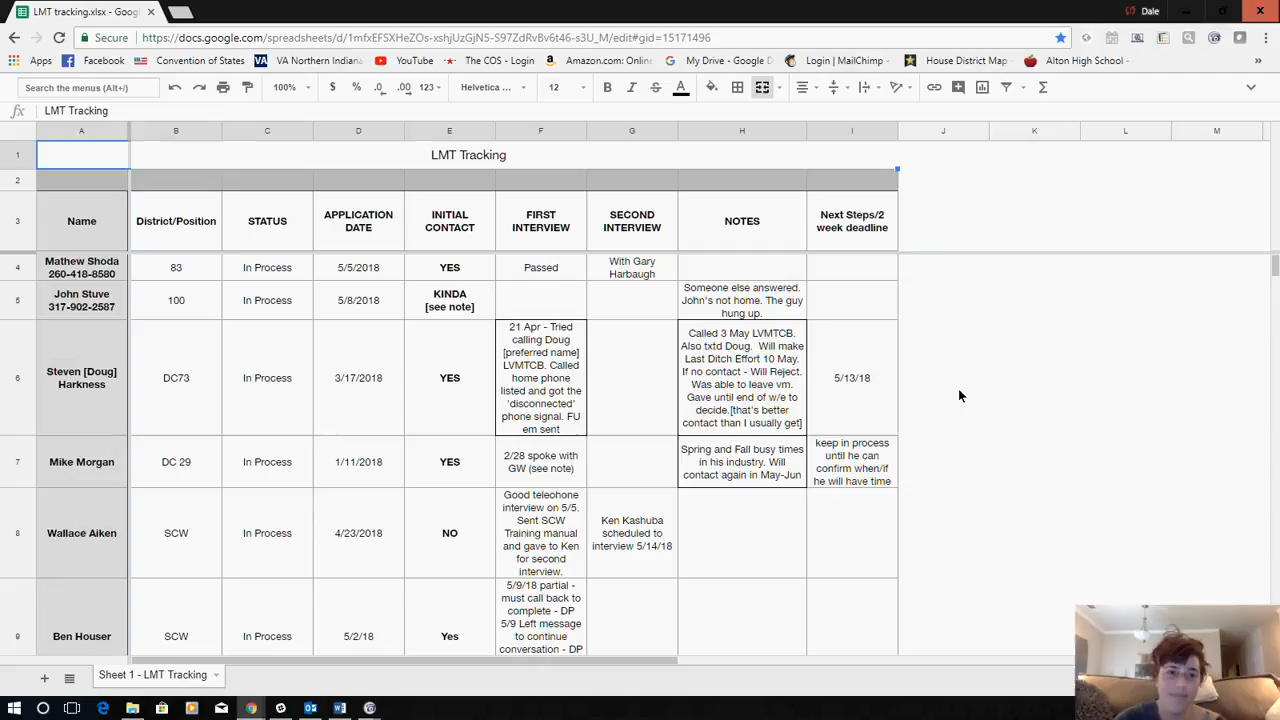 LMT tracking.xlsx - Goog
Dale
Secure
https://docs.google.com/spreadsheets/d/1mfxEFSXHeZOs-xshjUzGjN5-S97ZdRvBv6t46-s3U_M/edit#gid=15171496
Apps Facebook Convention of States VA Northern Indiana YouTube The COS - Login Amazon.com: Onlin My Drive - Google D Login | MailChimp House District Map Alton High School - »
Search the menus (Alt+/) 100% $ % .0 .00 123 Helvetica ... 12 B I S A Σ
fx LMT Tracking
A B C D E F G H I J K L M
1 LMT Tracking
2
3 Name District/Position STATUS APPLICATION DATE INITIAL CONTACT FIRST INTERVIEW SECOND INTERVIEW NOTES Next Steps/2 week deadline
4 Mathew Shoda 260-418-8580 83 In Process 5/5/2018 YES Passed With Gary Harbaugh
5 John Stuve 317-902-2587 100 In Process 5/8/2018 KINDA [see note] Someone else answered. John's not home. The guy hung up.
6 Steven [Doug] Harkness DC73 In Process 3/17/2018 YES 21 Apr - Tried calling Doug [preferred name] LVMTCB. Called home phone listed and got the 'disconnected' phone signal. FU em sent Called 3 May LVMTCB. Also txtd Doug. Will make Last Ditch Effort 10 May. If no contact - Will Reject. Was able to leave vm. Gave until end of w/e to decide.[that's better contact than I usually get] 5/13/18
7 Mike Morgan DC 29 In Process 1/11/2018 YES 2/28 spoke with GW (see note) Spring and Fall busy times in his industry. Will contact again in May-Jun keep in process until he can confirm when/if he will have time
8 Wallace Aiken SCW In Process 4/23/2018 NO Good teleohone interview on 5/5. Sent SCW Training manual and gave to Ken for second interview. Ken Kashuba scheduled to interview 5/14/18
9 Ben Houser SCW In Process 5/2/18 Yes 5/9/18 partial - must call back to complete - DP 5/9 Left message to continue conversation - DP
Sheet 1 - LMT Tracking